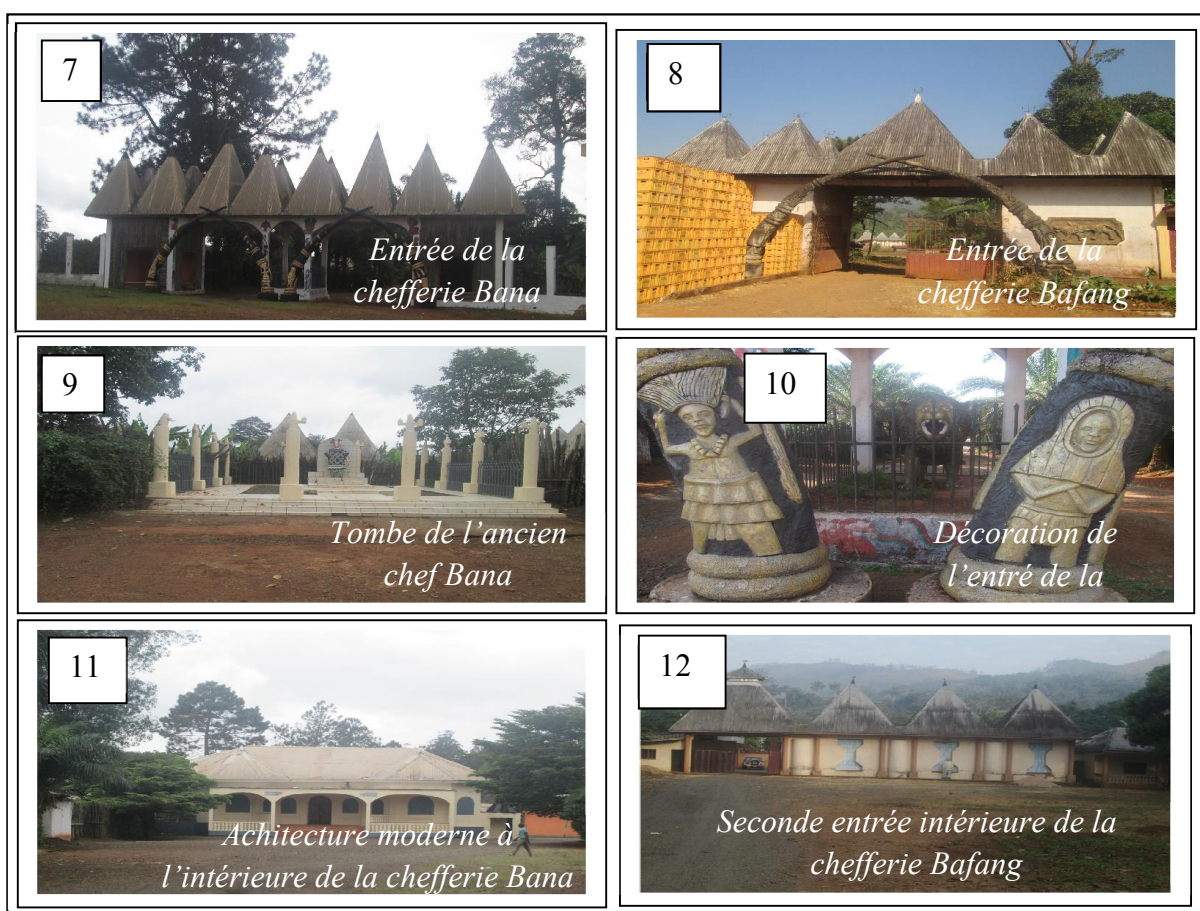 7
Entrée de la
chefferie Bana
8
Entrée de la
chefferie Bafang
9
Tombe de l'ancien
chef Bana
10
Décoration de
l'entré de la
11
Achitecture moderne à
l'intérieure de la chefferie Bana
12
Seconde entrée intérieure de la
chefferie Bafang